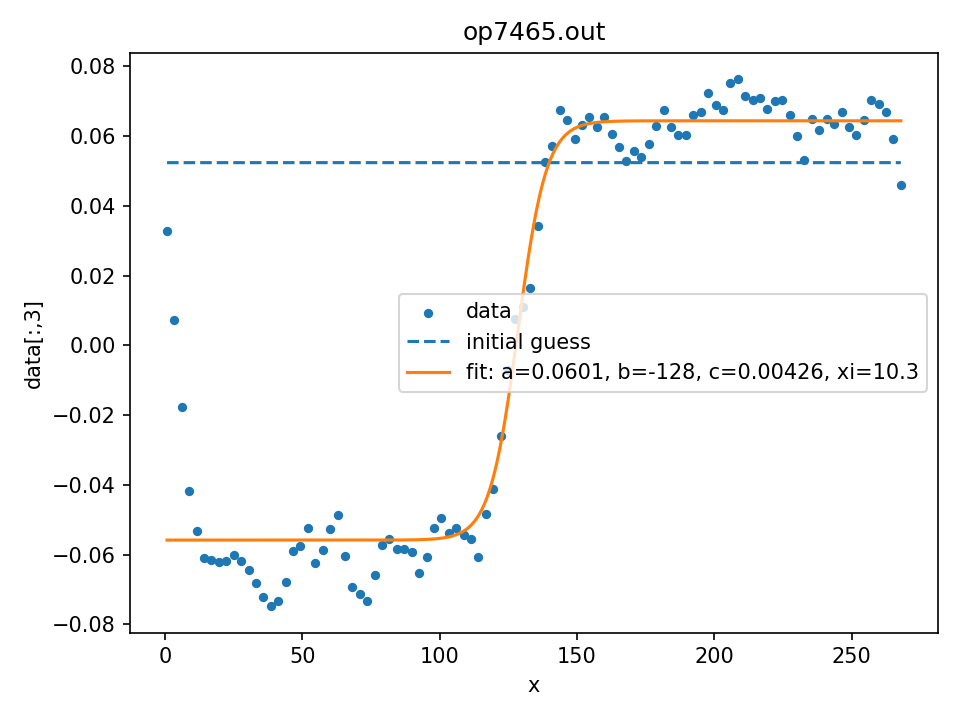 op7465.out
0.08
0.06
0.04
0.02
0.00
−0.02
−0.04
−0.06
−0.08
data[:,3]
data
initial guess
fit: a=0.0601, b=-128, c=0.00426, xi=10.3
0 50 100 150 200 250
x